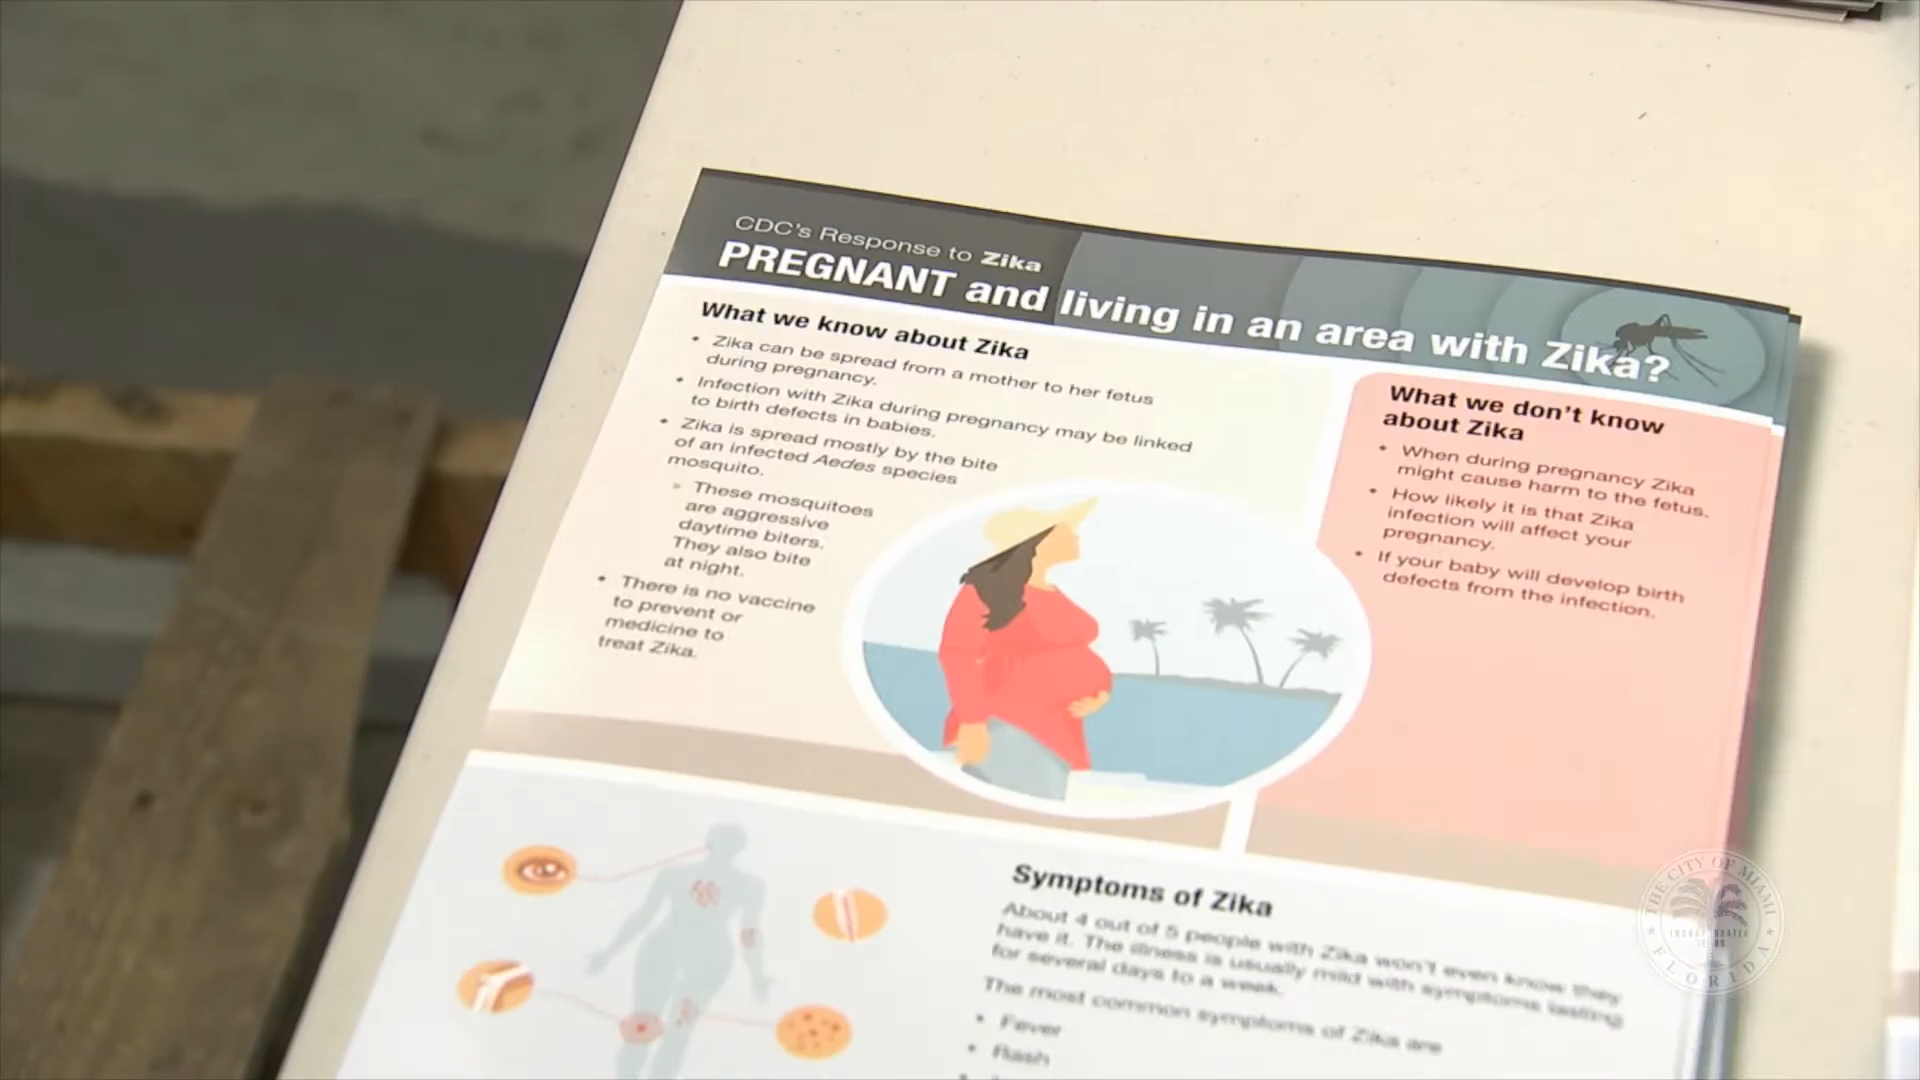 CDC's Response to Zika
PREGNANT and living in an area with Zika?
What we know about Zika
• Zika can be spread from a mother to her fetus
during pregnancy.
• Infection with Zika during pregnancy may be linked
to birth defects in babies.
• Zika is spread mostly by the bite
of an infected Aedes species
mosquito.
» These mosquitoes
are aggressive
daytime biters.
They also bite
at night.
• There is no vaccine
to prevent or
medicine to
treat Zika.
What we don't know
about Zika
• When during pregnancy Zika
might cause harm to the fetus.
• How likely it is that Zika
infection will affect your
pregnancy.
• If your baby will develop birth
defects from the infection.
Symptoms of Zika
About 4 out of 5 people with Zika won't even know they
have it. The illness is usually mild with symptoms lasting
for several days to a week.
The most common symptoms of Zika are
• Fever
• Rash
THE CITY OF MIAMI
FLORIDA